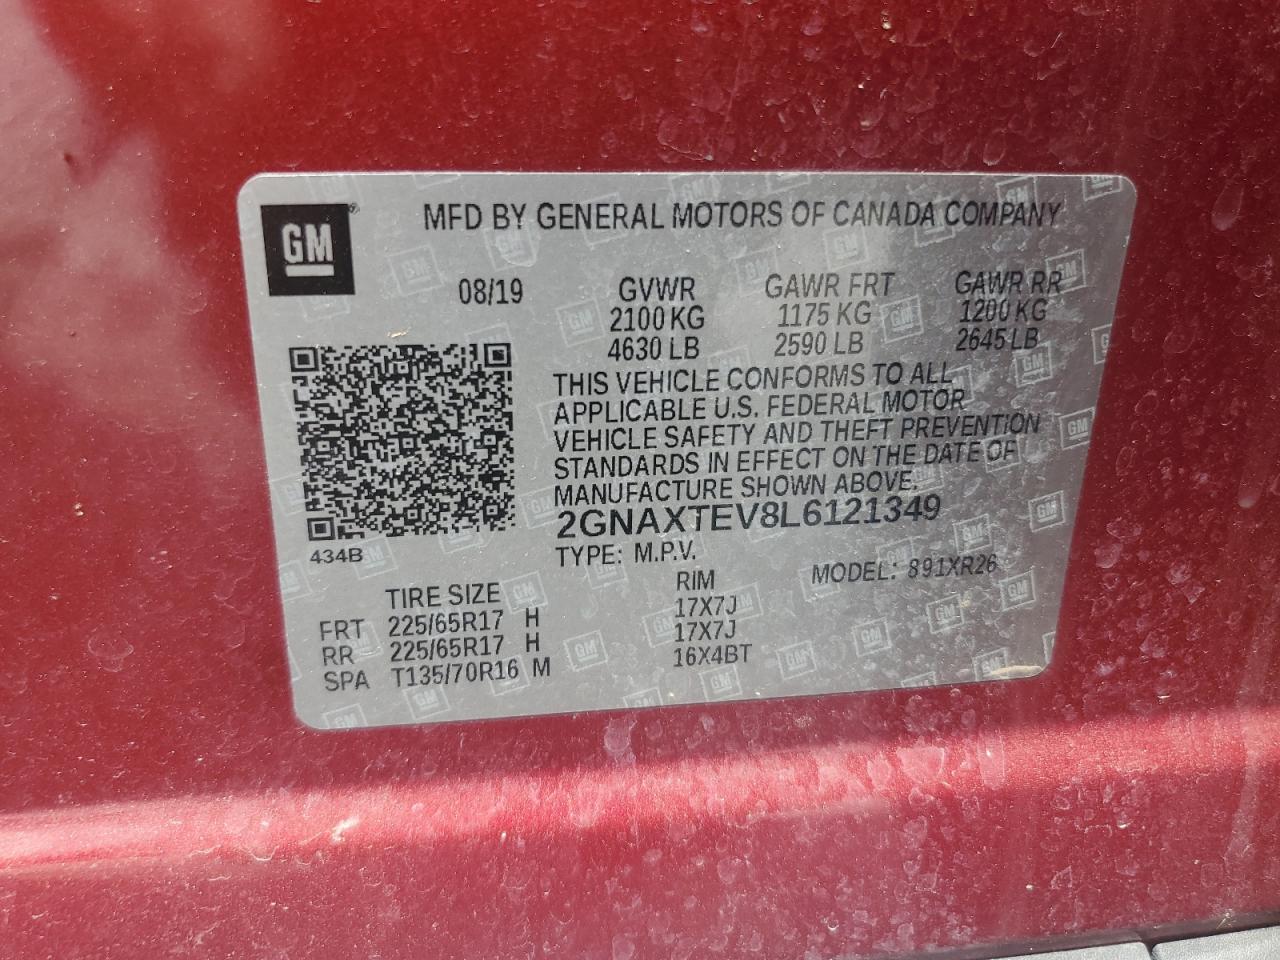 GM
MFD BY GENERAL MOTORS OF CANADA COMPANY
08/19 GVWR GAWR FRT GAWR RR
2100 KG 1175 KG 1200 KG
4630 LB 2590 LB 2645 LB
THIS VEHICLE CONFORMS TO ALL
APPLICABLE U.S. FEDERAL MOTOR
VEHICLE SAFETY AND THEFT PREVENTION
STANDARDS IN EFFECT ON THE DATE OF
MANUFACTURE SHOWN ABOVE.
2GNAXTEV8L6121349
434B
TYPE: M.P.V. MODEL: 891XR26
TIRE SIZE RIM
FRT 225/65R17 H 17X7J
RR 225/65R17 H 17X7J
SPA T135/70R16 M 16X4BT